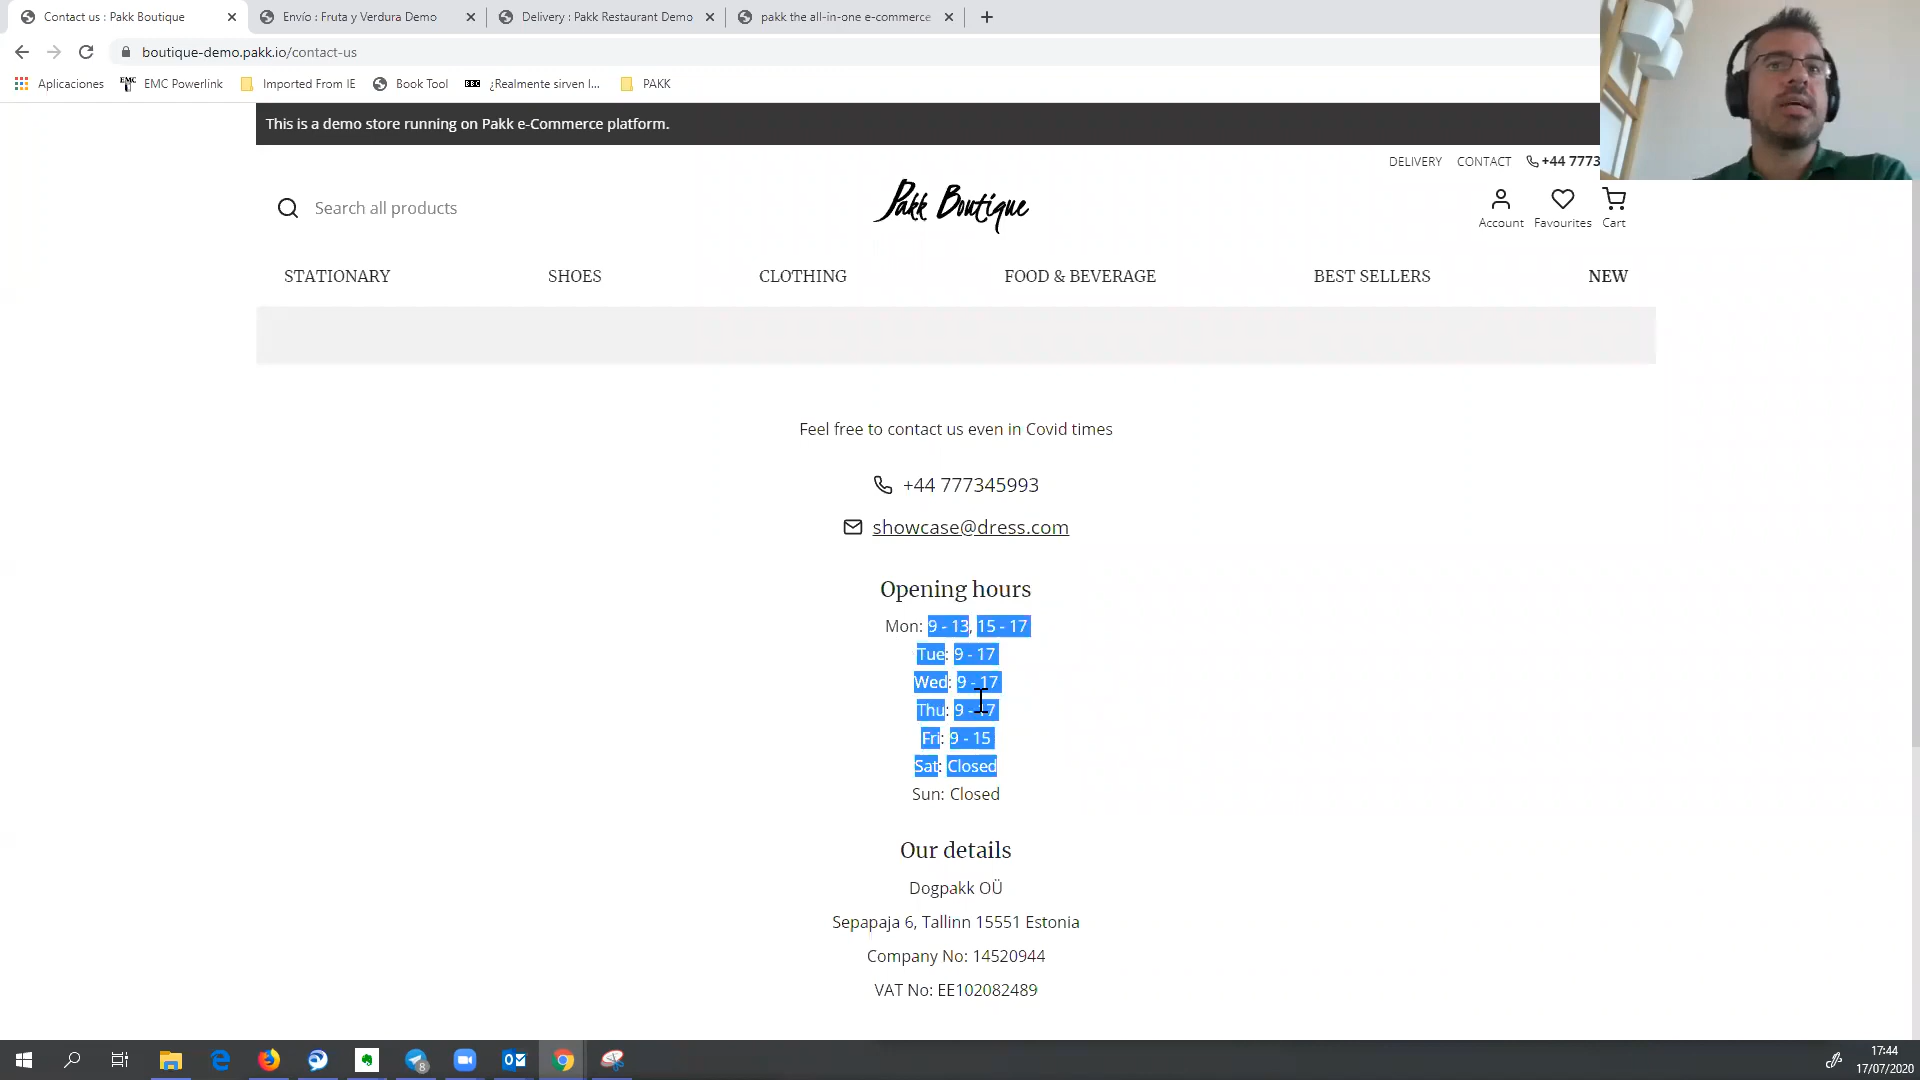 Contact us : Pakk Boutique
Envío : Fruta y Verdura Demo
Delivery : Pakk Restaurant Demo
pakk the all-in-one e-commerce
boutique-demo.pakk.io/contact-us
Aplicaciones
EMC Powerlink
Imported From IE
Book Tool
BBC ¿Realmente sirven l...
PAKK
This is a demo store running on Pakk e-Commerce platform.
DELIVERY CONTACT +44 7773
Search all products
Pakk Boutique
Account Favourites Cart
STATIONARY SHOES CLOTHING FOOD & BEVERAGE BEST SELLERS NEW
Feel free to contact us even in Covid times
+44 777345993
showcase@dress.com
Opening hours
Mon: 9 - 13, 15 - 17
Tue: 9 - 17
Wed: 9 - 17
Thu: 9 - 17
Fri: 9 - 15
Sat: Closed
Sun: Closed
Our details
Dogpakk OÜ
Sepapaja 6, Tallinn 15551 Estonia
Company No: 14520944
VAT No: EE102082489
17:44
17/07/2020